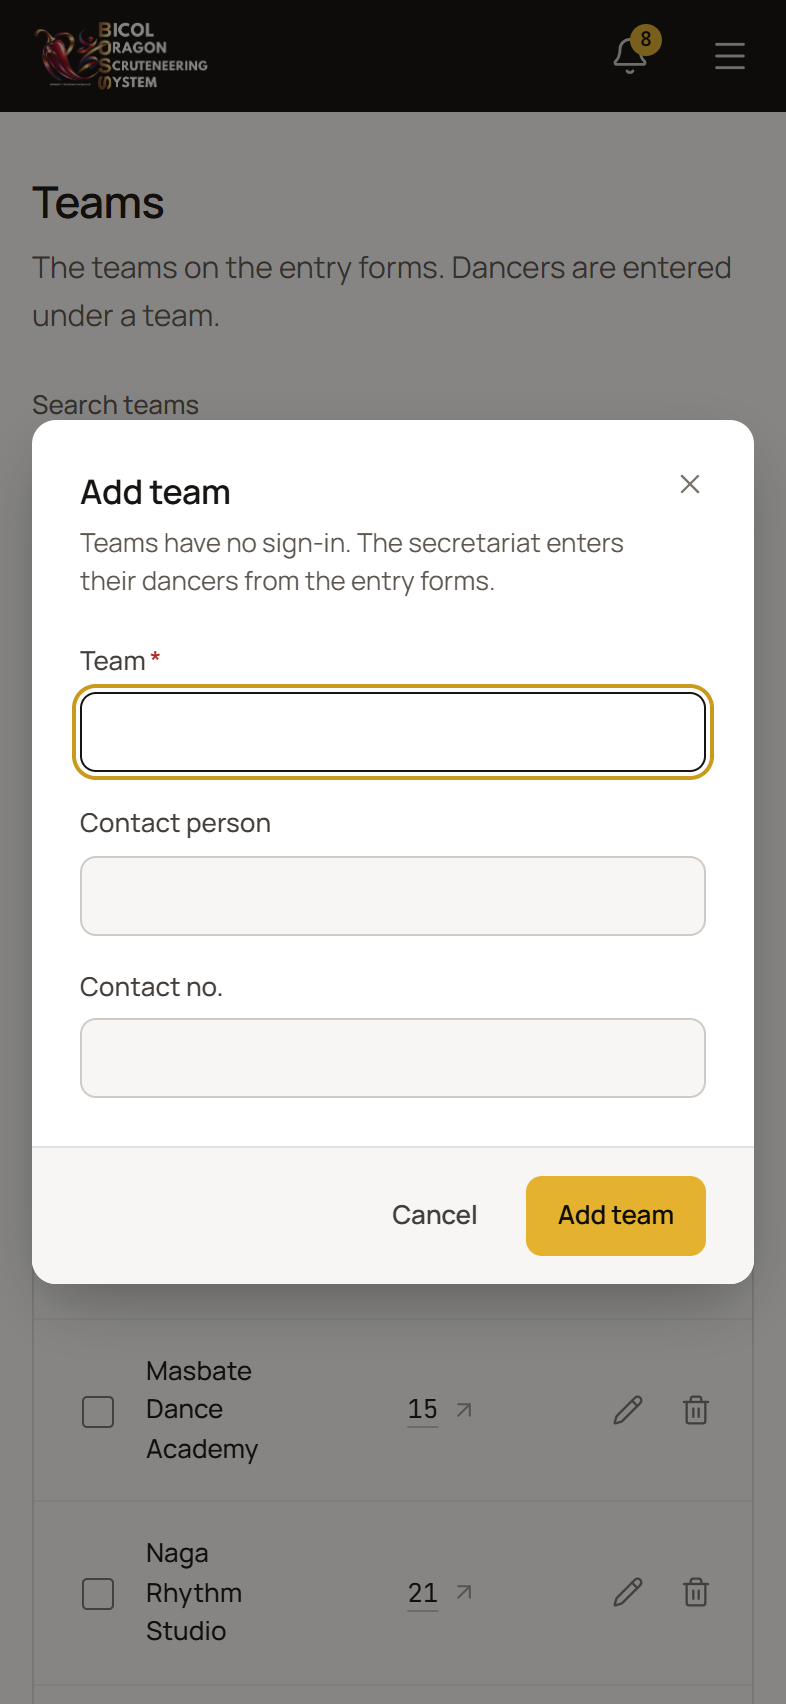 BICOL
DRAGON
SCRUTENEERING
SYSTEM
8
Teams
The teams on the entry forms. Dancers are entered
under a team.
Search teams
Add team
Teams have no sign-in. The secretariat enters
their dancers from the entry forms.
Team *
Contact person
Contact no.
Cancel
Add team
Masbate
Dance
Academy
15
Naga
Rhythm
Studio
21